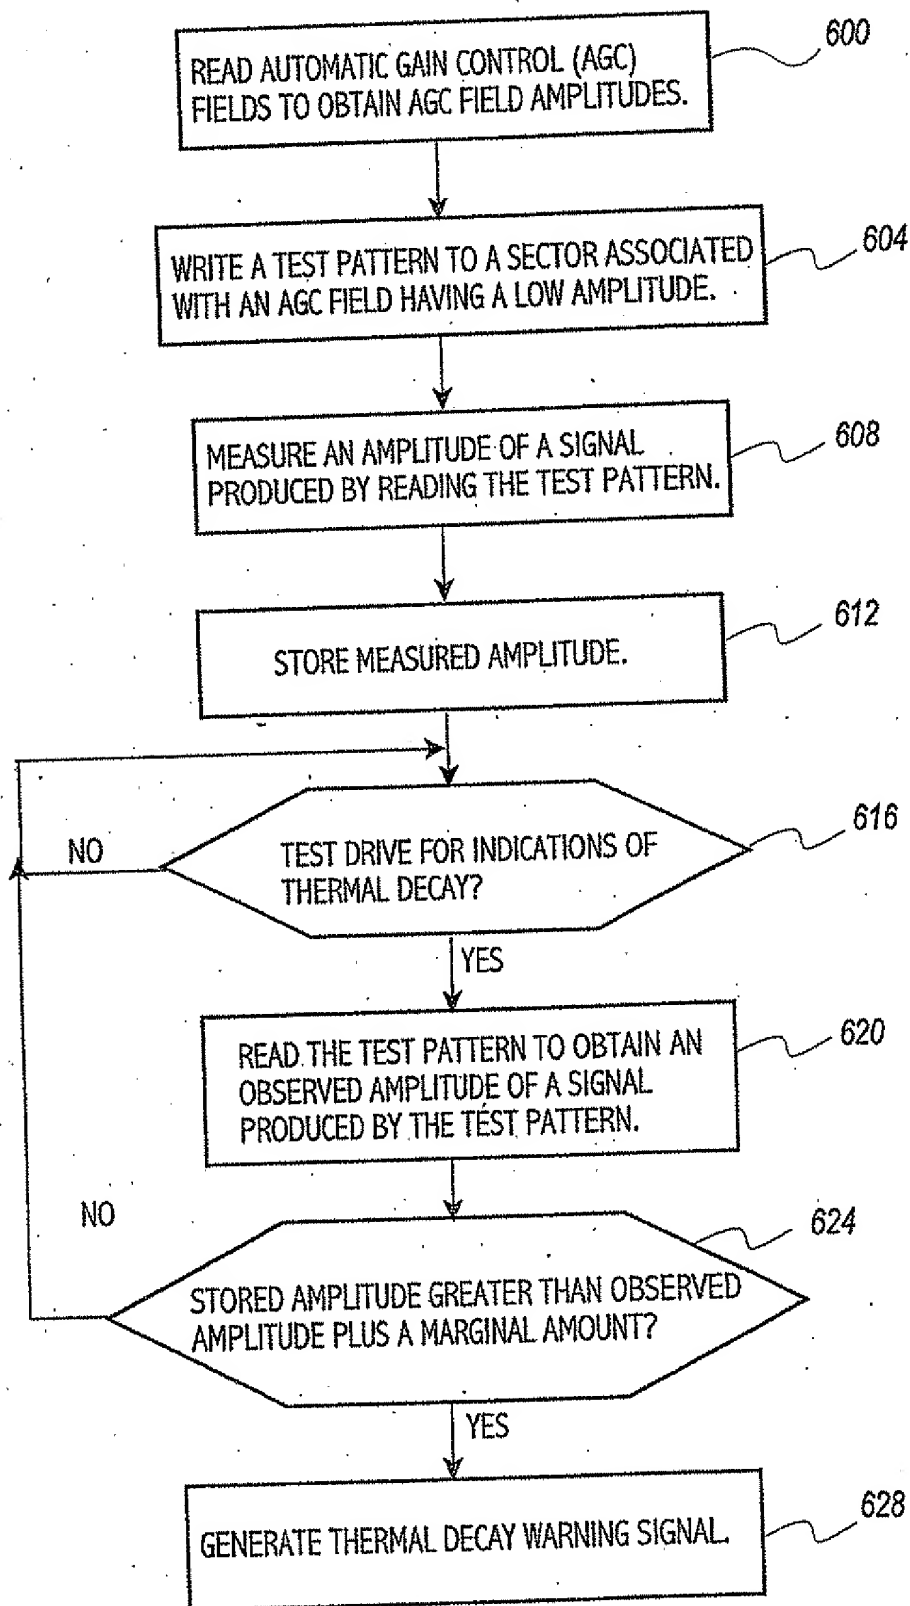 READ AUTOMATIC GAIN CONTROL (AGC)
FIELDS TO OBTAIN AGC FIELD AMPLITUDES.
600
WRITE A TEST PATTERN TO A SECTOR ASSOCIATED
WITH AN AGC FIELD HAVING A LOW AMPLITUDE.
604
MEASURE AN AMPLITUDE OF A SIGNAL
PRODUCED BY READING THE TEST PATTERN.
608
STORE MEASURED AMPLITUDE.
612
TEST DRIVE FOR INDICATIONS OF
THERMAL DECAY?
616
NO
YES
READ THE TEST PATTERN TO OBTAIN AN
OBSERVED AMPLITUDE OF A SIGNAL
PRODUCED BY THE TEST PATTERN.
620
NO
STORED AMPLITUDE GREATER THAN OBSERVED
AMPLITUDE PLUS A MARGINAL AMOUNT?
624
YES
GENERATE THERMAL DECAY WARNING SIGNAL.
628